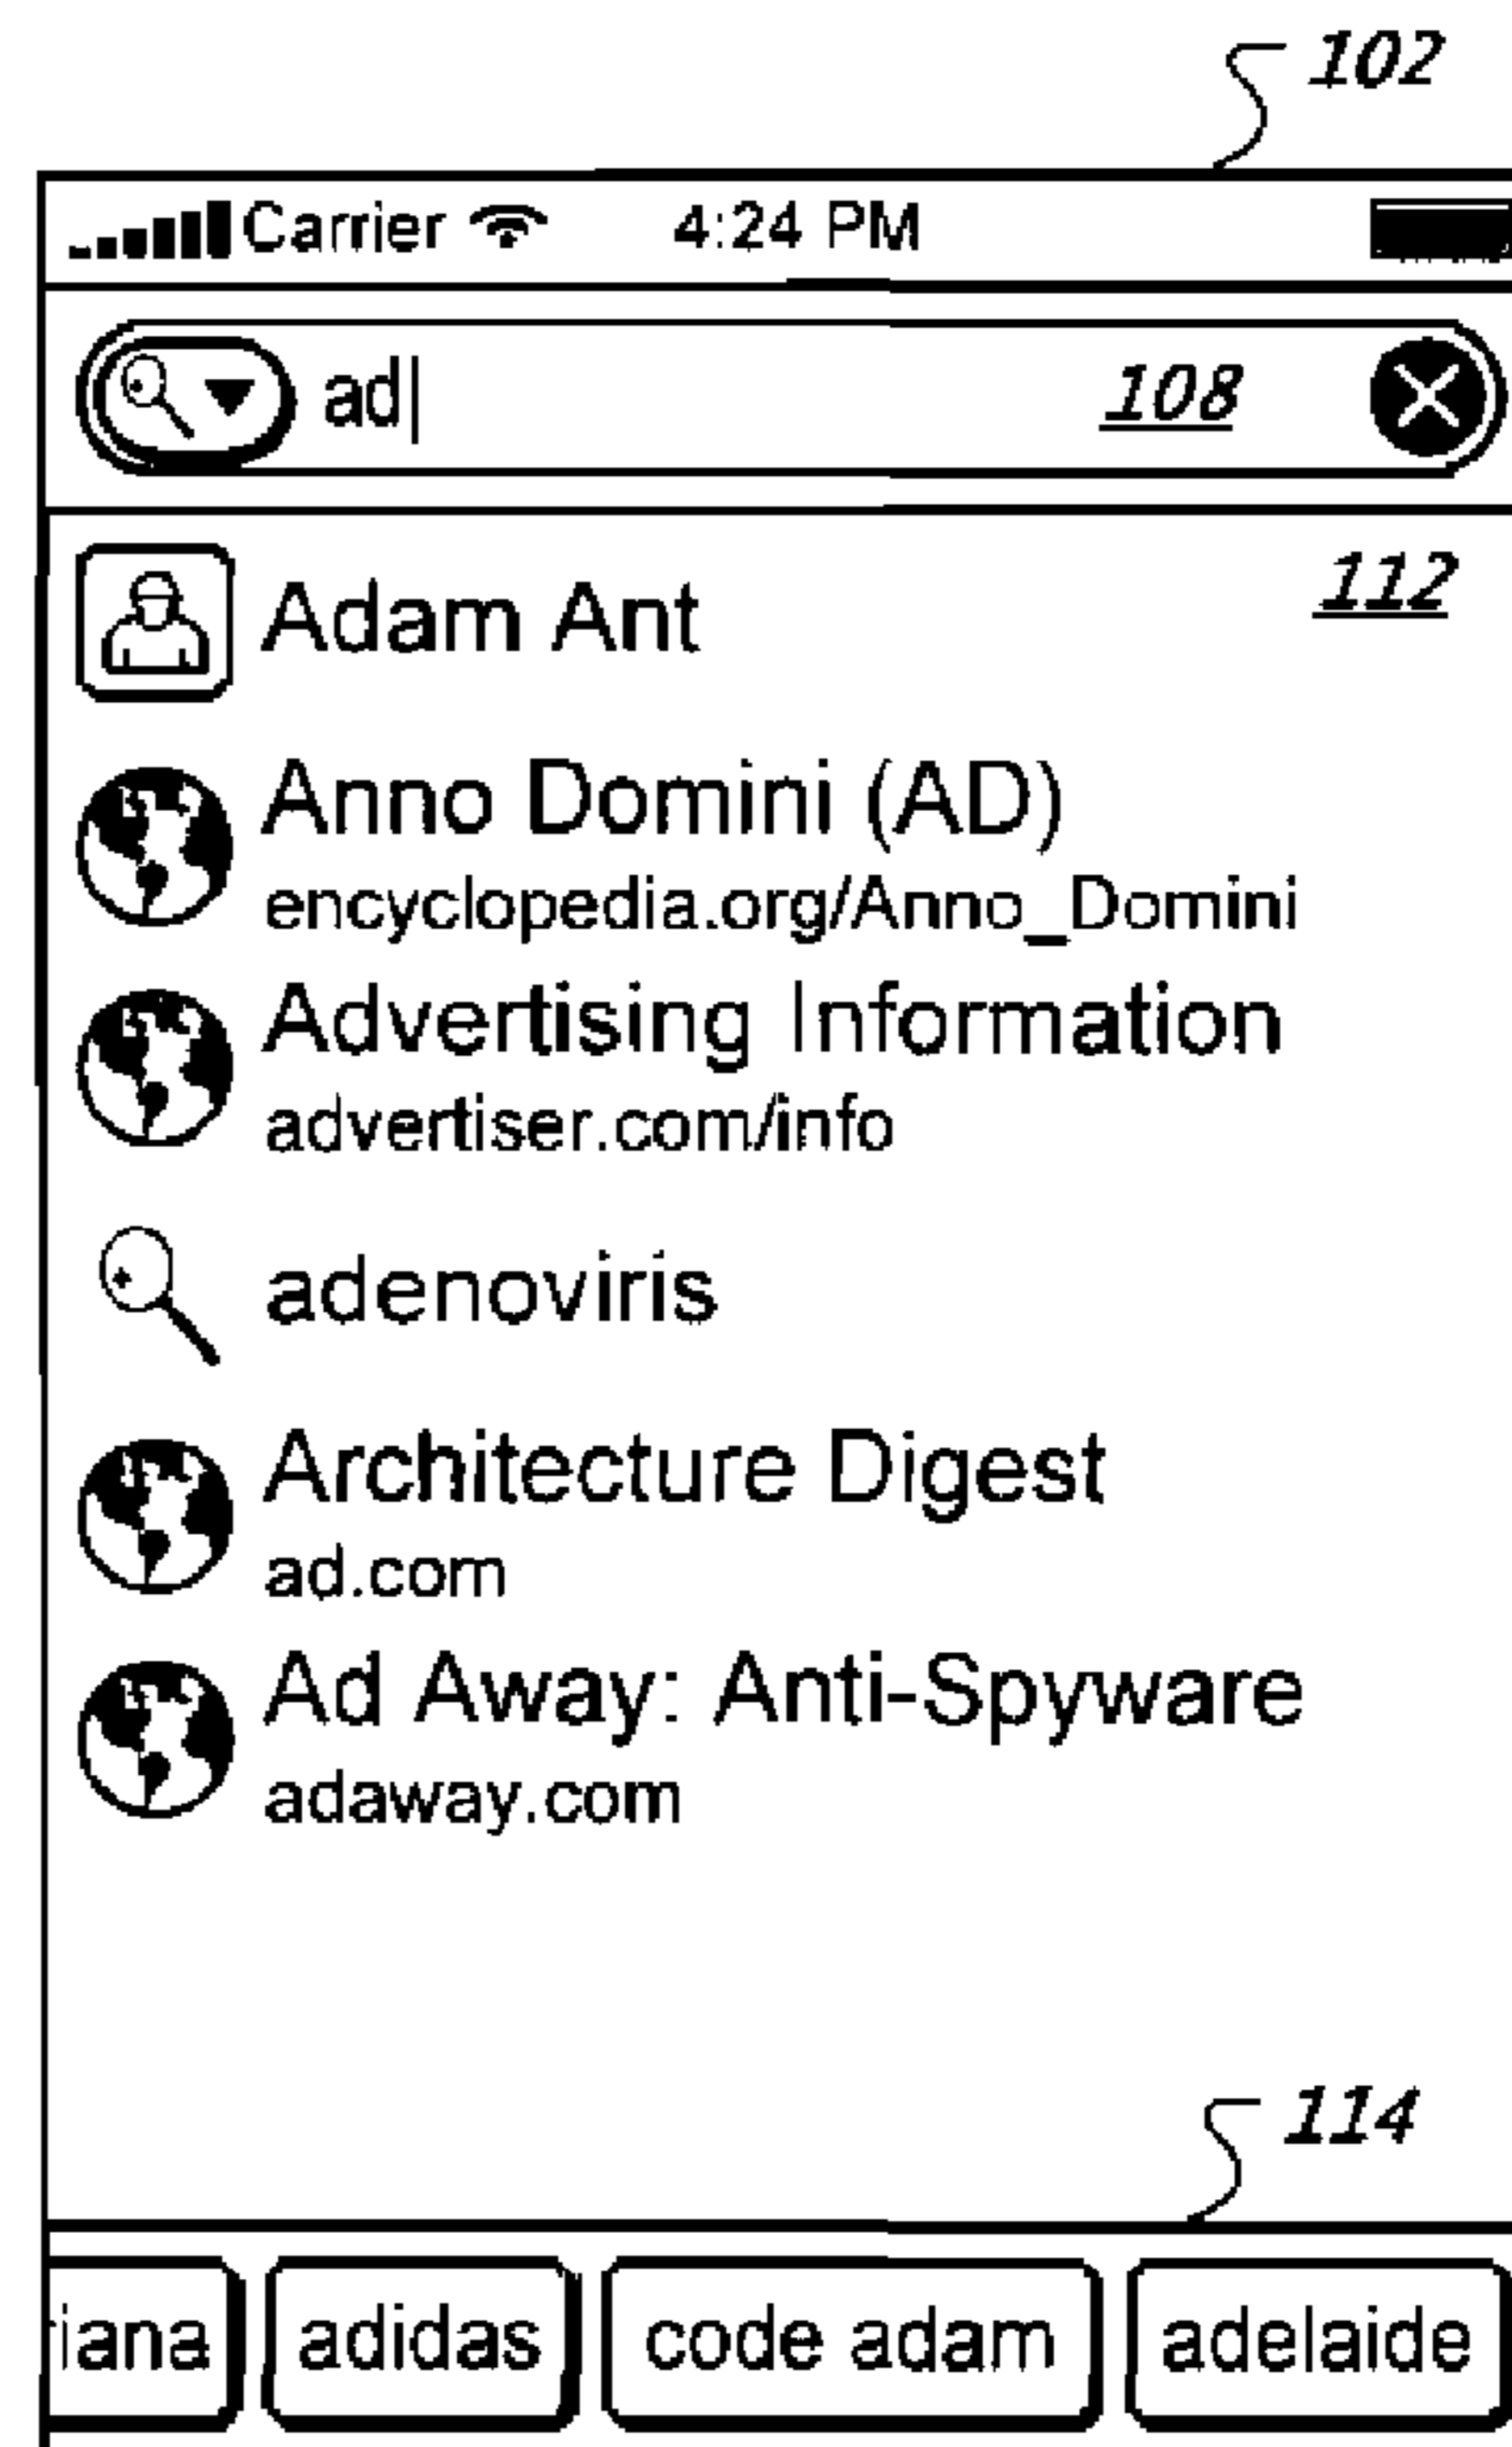 102
Carrier 4:24 PM
ad 108
Adam Ant 112
Anno Domini (AD)
encyclopedia.org/Anno_Domini
Advertising Information
advertiser.com/info
adenoviris
Architecture Digest
ad.com
Ad Away: Anti-Spyware
adaway.com
114
iana adidas code adam adelaide